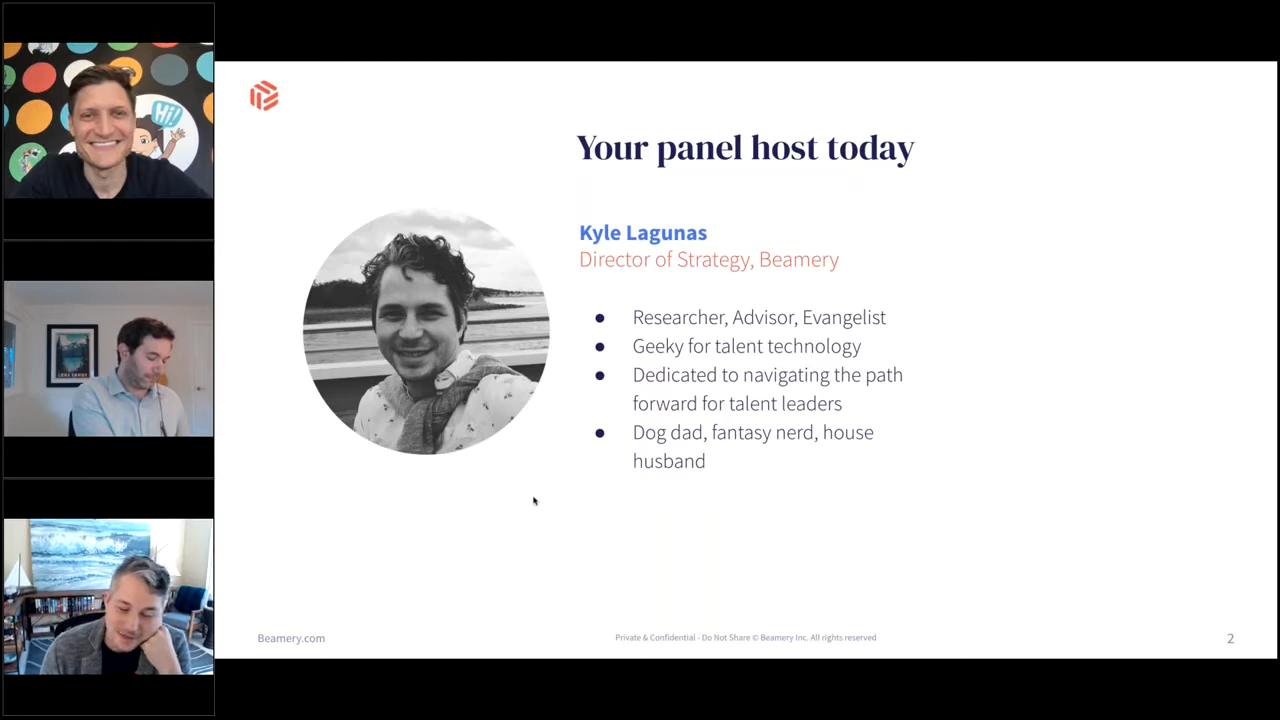 Hi!
Your panel host today
Kyle Lagunas
Director of Strategy, Beamery
● Researcher, Advisor, Evangelist
● Geeky for talent technology
● Dedicated to navigating the path
forward for talent leaders
● Dog dad, fantasy nerd, house
husband
Beamery.com
Private & Confidential - Do Not Share © Beamery Inc. All rights reserved
2